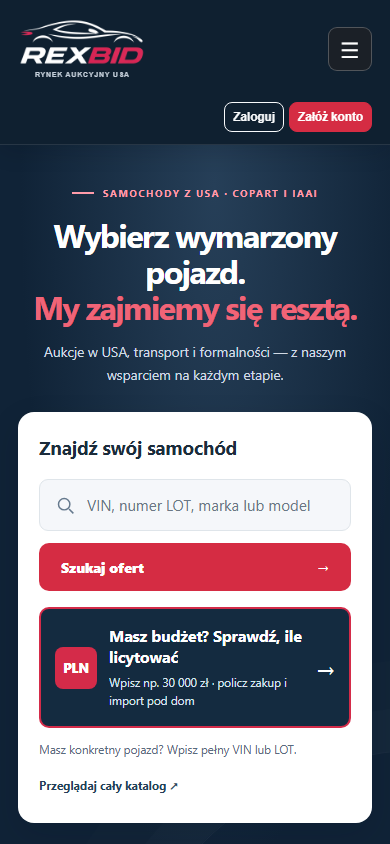 REXBID
RYNEK AUKCYJNY USA
Zaloguj
Załóż konto
SAMOCHODY Z USA · COPART I IAAI
Wybierz wymarzony
pojazd.
My zajmiemy się resztą.
Aukcje w USA, transport i formalności — z naszym
wsparciem na każdym etapie.
Znajdź swój samochód
VIN, numer LOT, marka lub model
Szukaj ofert →
PLN
Masz budżet? Sprawdź, ile
licytować
Wpisz np. 30 000 zł · policz zakup i
import pod dom
→
Masz konkretny pojazd? Wpisz pełny VIN lub LOT.
Przeglądaj cały katalog ↗